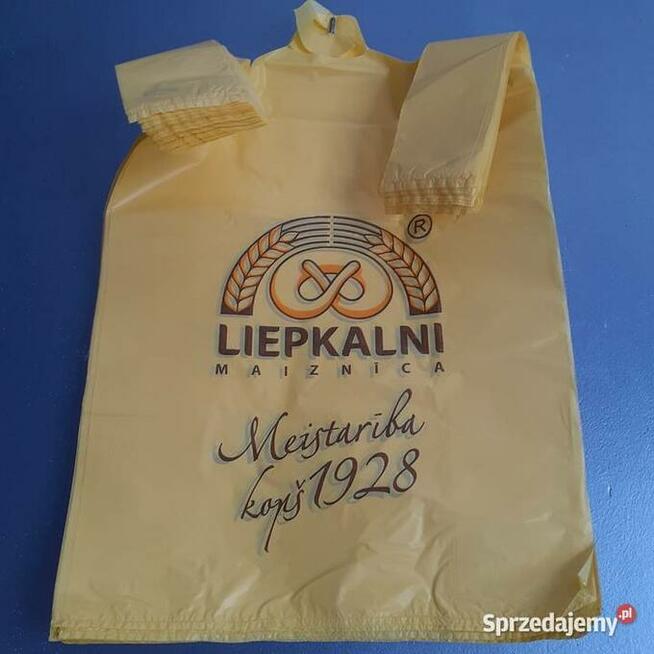 ®
LIEPKALNI
MAIZNĪCA
Meistarība
kopš 1928
Sprzedajemy.pl